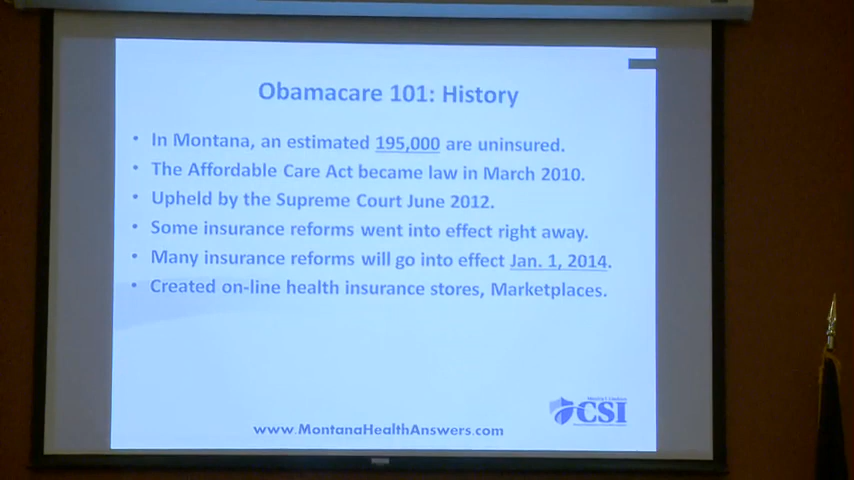 Obamacare 101: History
• In Montana, an estimated 195,000 are uninsured.
• The Affordable Care Act became law in March 2010.
• Upheld by the Supreme Court June 2012.
• Some insurance reforms went into effect right away.
• Many insurance reforms will go into effect Jan. 1, 2014.
• Created on-line health insurance stores, Marketplaces.
CSI
www.MontanaHealthAnswers.com